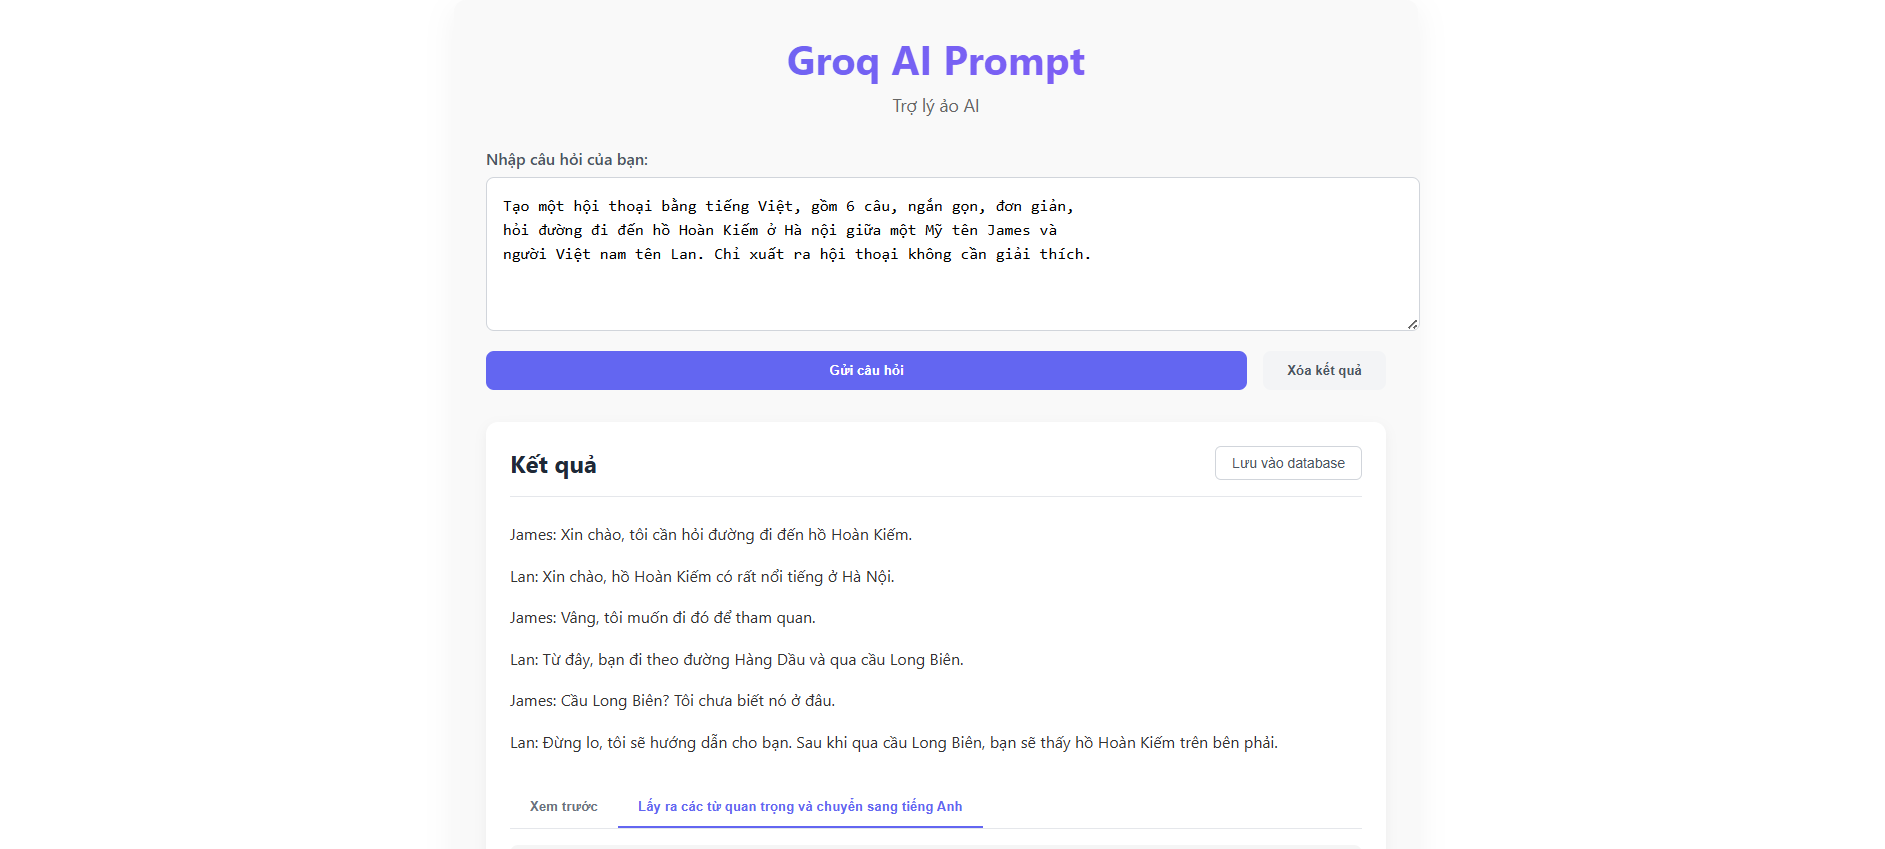 Groq AI Prompt
Trợ lý ảo AI
Nhập câu hỏi của bạn:
Tạo một hội thoại bằng tiếng Việt, gồm 6 câu, ngắn gọn, đơn giản,
hỏi đường đi đến hồ Hoàn Kiếm ở Hà nội giữa một Mỹ tên James và
người Việt nam tên Lan. Chỉ xuất ra hội thoại không cần giải thích.
Gửi câu hỏi
Xóa kết quả
Kết quả
Lưu vào database
James: Xin chào, tôi cần hỏi đường đi đến hồ Hoàn Kiếm.
Lan: Xin chào, hồ Hoàn Kiếm có rất nổi tiếng ở Hà Nội.
James: Vâng, tôi muốn đi đó để tham quan.
Lan: Từ đây, bạn đi theo đường Hàng Dầu và qua cầu Long Biên.
James: Cầu Long Biên? Tôi chưa biết nó ở đâu.
Lan: Đừng lo, tôi sẽ hướng dẫn cho bạn. Sau khi qua cầu Long Biên, bạn sẽ thấy hồ Hoàn Kiếm trên bên phải.
Xem trước
Lấy ra các từ quan trọng và chuyển sang tiếng Anh